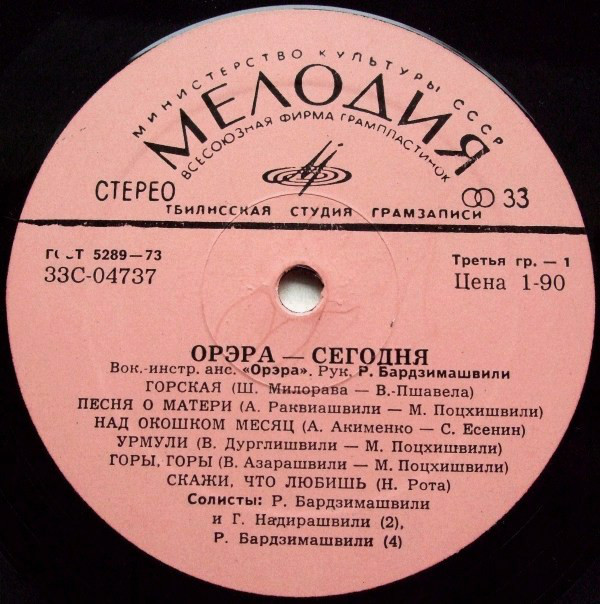 МИНИСТЕРСТВО КУЛЬТУРЫ СССР
МЕЛОДИЯ
ВСЕСОЮЗНАЯ ФИРМА ГРАМПЛАСТИНОК
СТЕРЕО
33
ТБИЛИССКАЯ СТУДИЯ ГРАМЗАПИСИ
ГОСТ 5289—73
33С-04737
Третья гр. — 1
Цена 1-90
ОРЭРА — СЕГОДНЯ
Вок.-инстр. анс. «Орэра». Рук. Р. Бардзимашвили
ГОРСКАЯ (Ш. Милорава — В.-Пшавела)
ПЕСНЯ О МАТЕРИ (А. Раквиашвили — М. Поцхишвили)
НАД ОКОШКОМ МЕСЯЦ (А. Акименко — С. Есенин)
УРМУЛИ (В. Дурглишвили — М. Поцхишвили)
ГОРЫ, ГОРЫ (В. Азарашвили — М. Поцхишвили)
СКАЖИ, ЧТО ЛЮБИШЬ (Н. Рота)
Солисты: Р. Бардзимашвили
и Г. Надирашвили (2),
Р. Бардзимашвили (4)